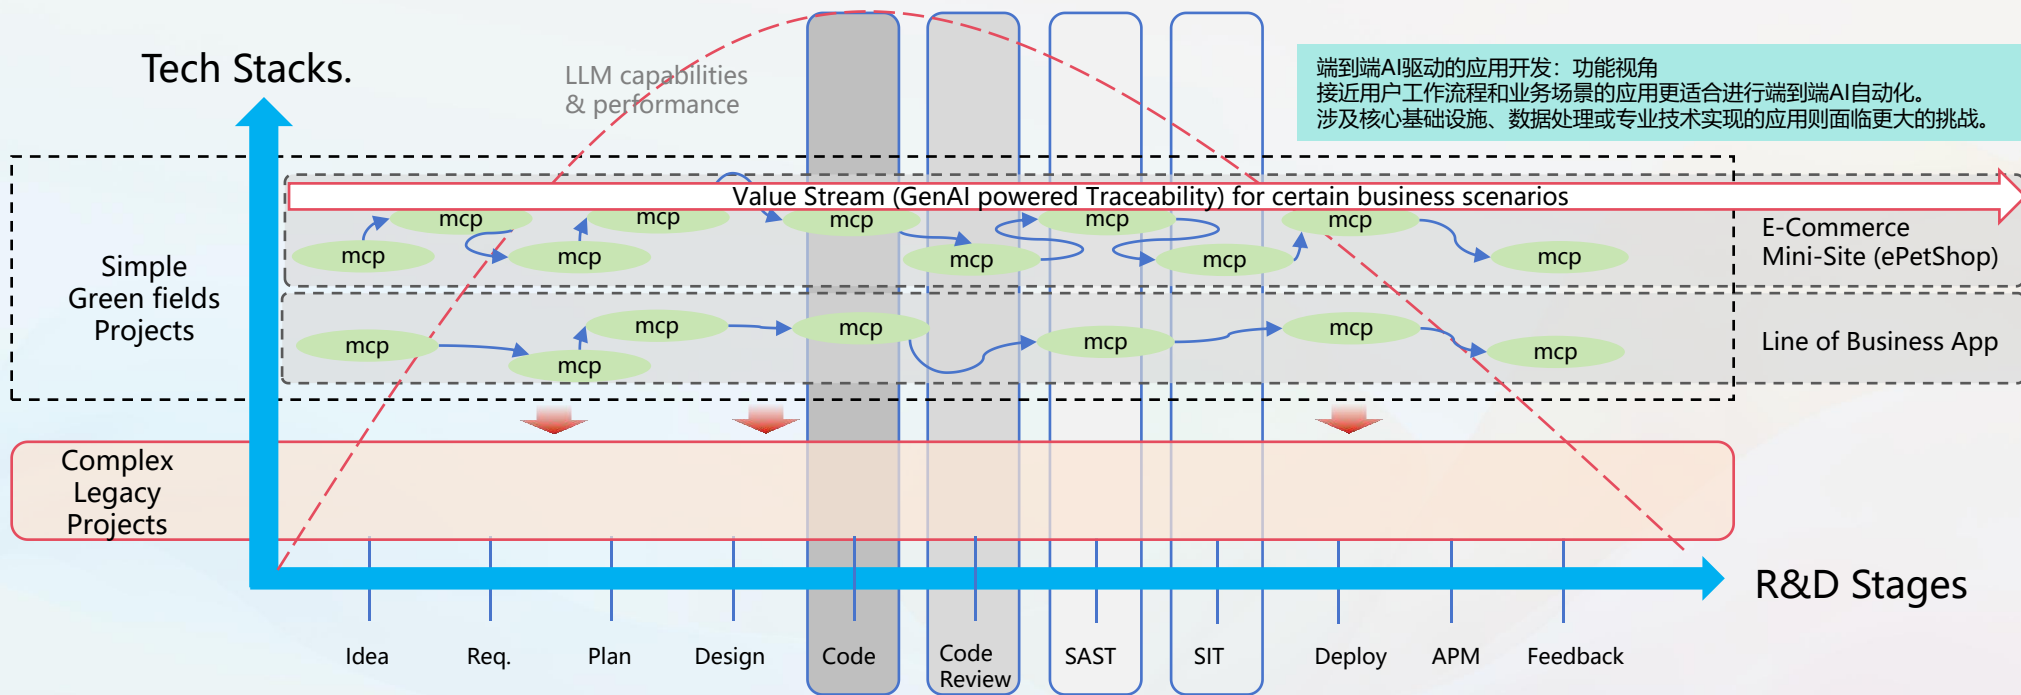 Tech Stacks.
LLM capabilities
& performance
端到端AI驱动的应用开发：功能视角
接近用户工作流程和业务场景的应用更适合进行端到端AI自动化。
涉及核心基础设施、数据处理或专业技术实现的应用则面临更大的挑战。
Value Stream (GenAI powered Traceability) for certain business scenarios
Simple
Green fields
Projects
mcp
mcp
mcp
mcp
mcp
mcp
mcp
mcp
mcp
mcp
E-Commerce
Mini-Site (ePetShop)
mcp
mcp
mcp
mcp
mcp
mcp
mcp
Line of Business App
Complex
Legacy
Projects
R&D Stages
Idea
Req.
Plan
Design
Code
Code
Review
SAST
SIT
Deploy
APM
Feedback